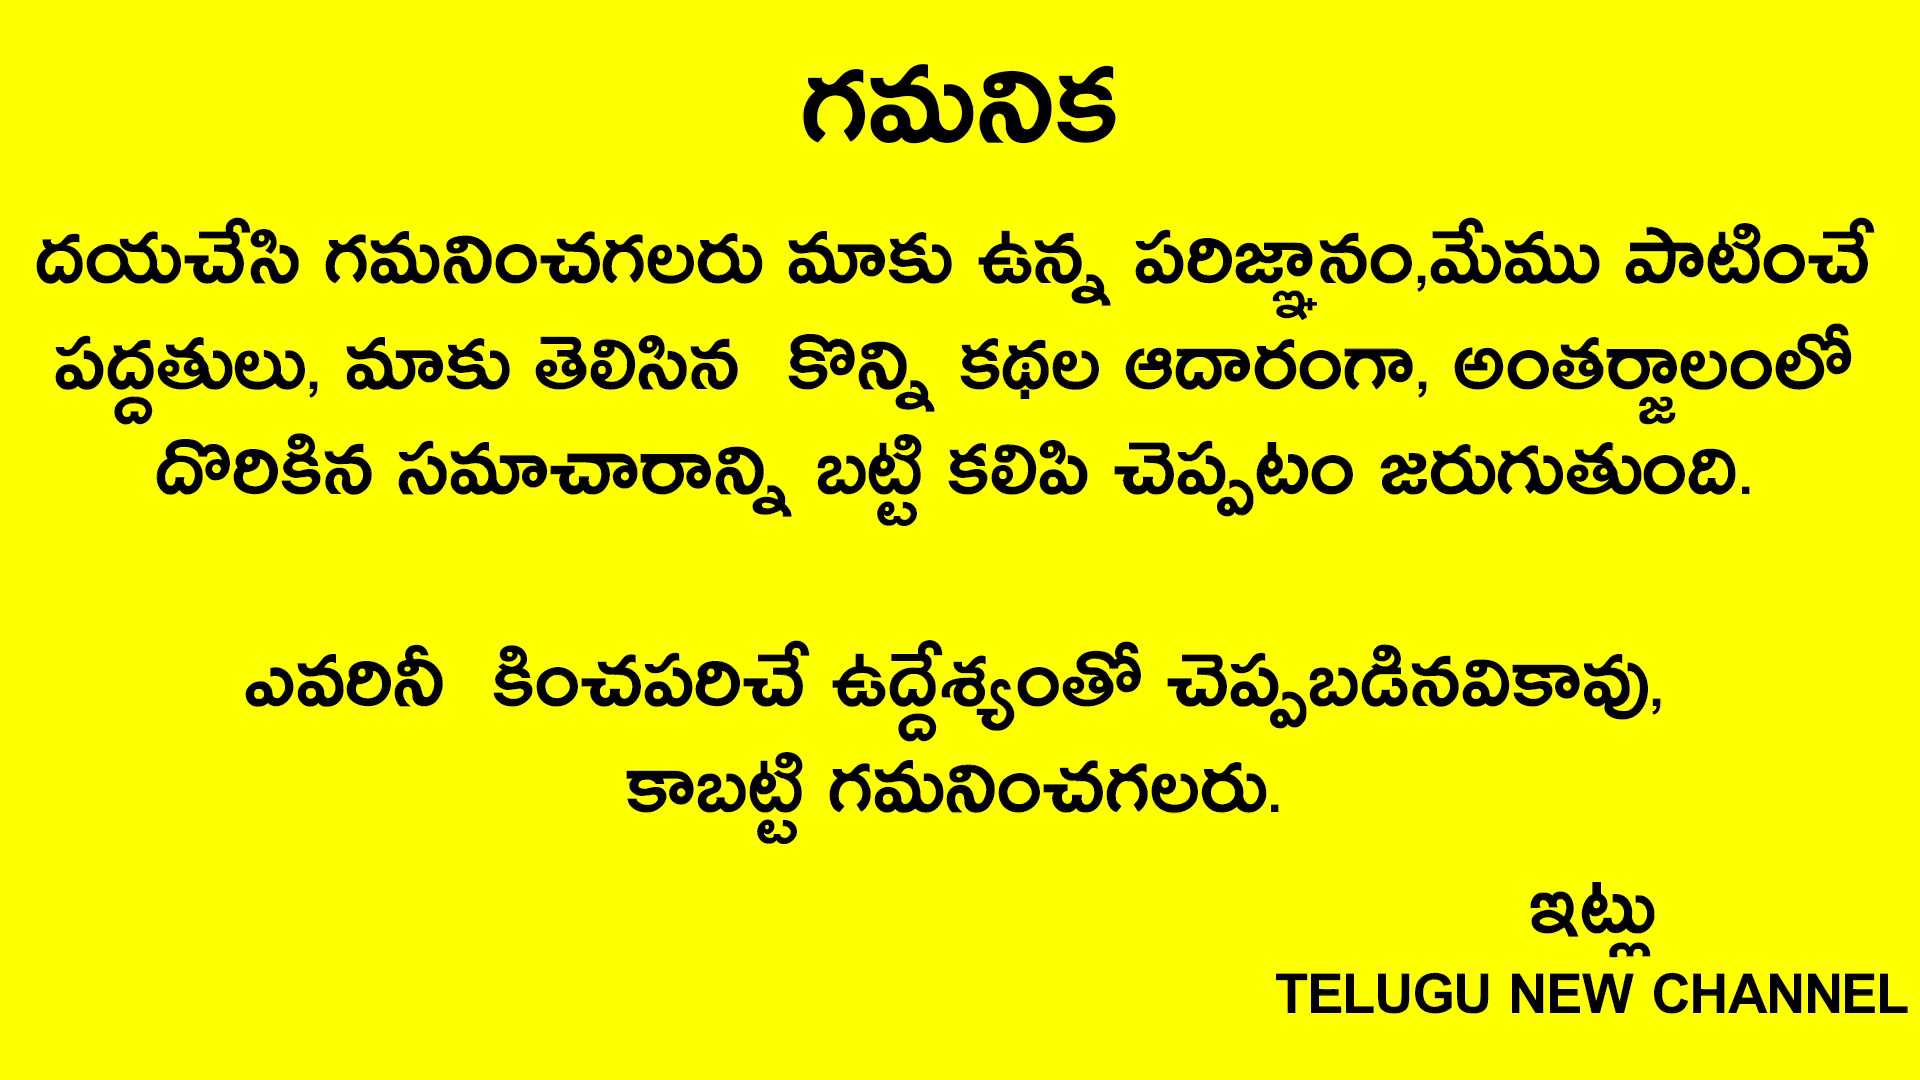 గమనిక
దయచేసి గమనించగలరు మాకు ఉన్న పరిజ్ఞానం,మేము పాటించే
పద్దతులు, మాకు తెలిసిన కొన్ని కథల ఆదారంగా, అంతర్జాలంలో
దొరికిన సమాచారాన్ని బట్టి కలిపి చెప్పటం జరుగుతుంది.
ఎవరినీ కించపరిచే ఉద్దేశ్యంతో చెప్పబడినవికావు,
కాబట్టి గమనించగలరు.
ఇట్లు
TELUGU NEW CHANNEL